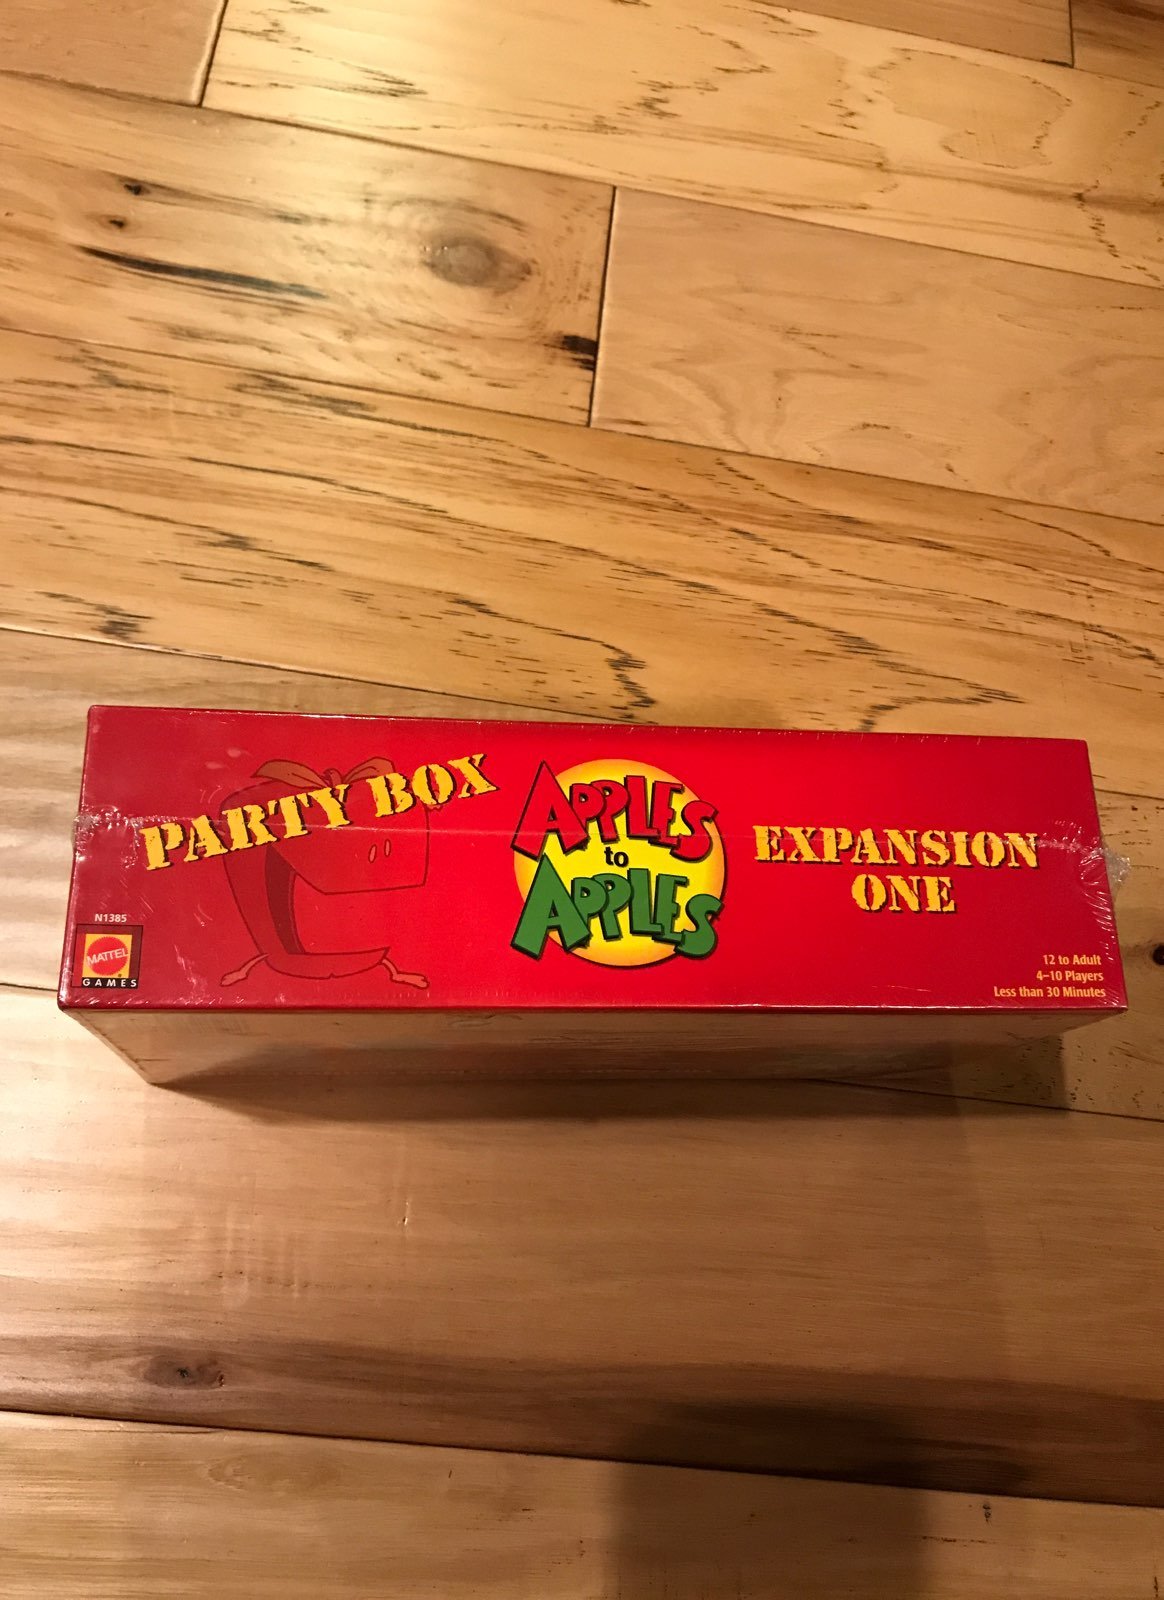 PARTY BOX
APPLES
to
APPLES
EXPANSION
ONE
N1385
MATTEL
GAMES
12 to Adult
4–10 Players
Less than 30 Minutes